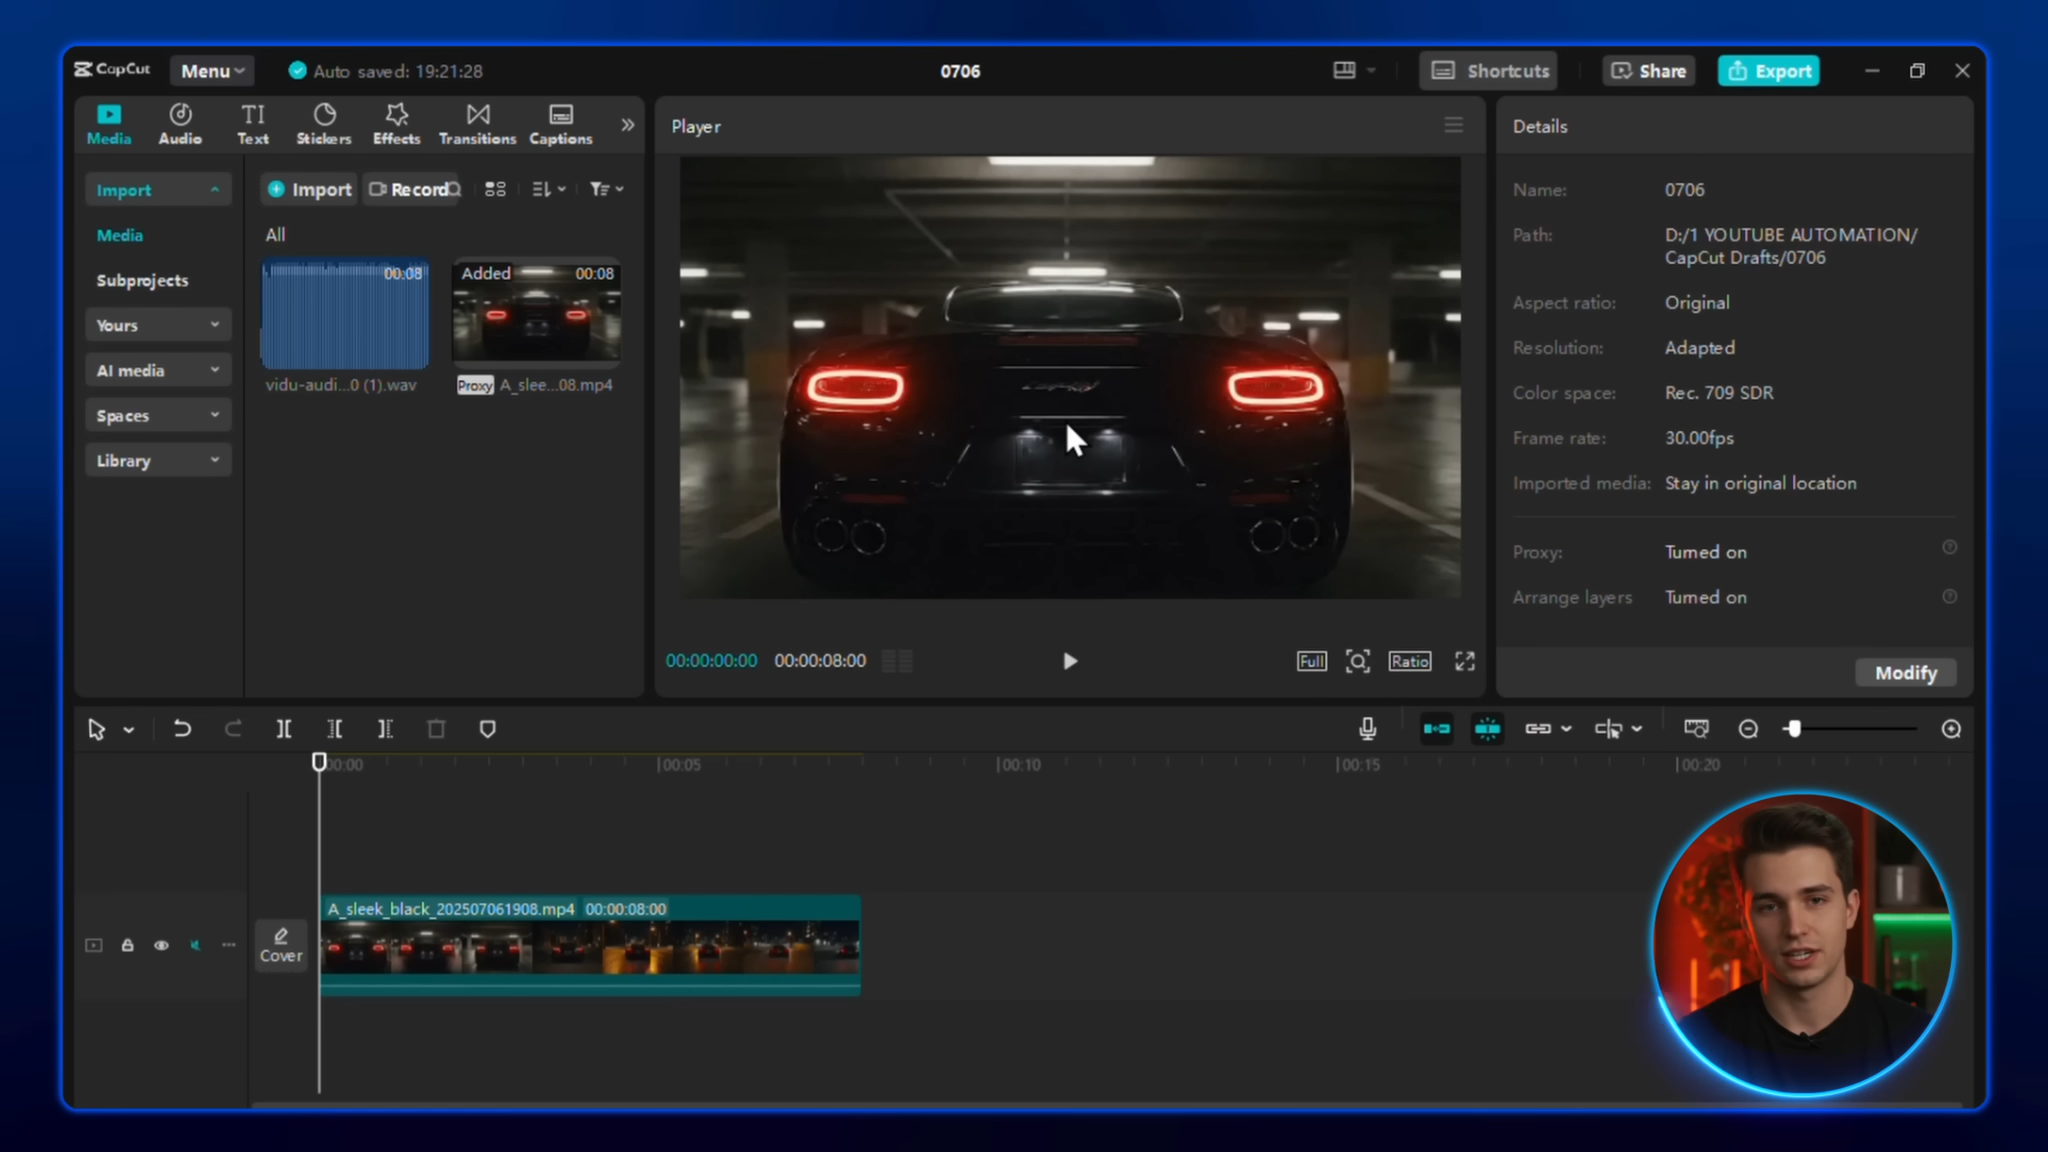 CapCut
Menu
Auto saved: 19:21:28
0706
Shortcuts
Share
Export
Media
Audio
TI
Text
Stickers
Effects
Transitions
Captions
Import
Media
Subprojects
Yours
AI media
Spaces
Library
Import
Record
All
00:08
Added
00:08
vidu-audi...0 (1).wav
Proxy
A_slee...08.mp4
Player
00:00:00:00
00:00:08:00
Full
Ratio
Details
Name: 0706
Path: D:/1 YOUTUBE AUTOMATION/
CapCut Drafts/0706
Aspect ratio: Original
Resolution: Adapted
Color space: Rec. 709 SDR
Frame rate: 30.00fps
Imported media: Stay in original location
Proxy: Turned on
Arrange layers Turned on
Modify
00:00
00:05
00:10
00:15
00:20
Cover
A_sleek_black_202507061908.mp4 00:00:08:00